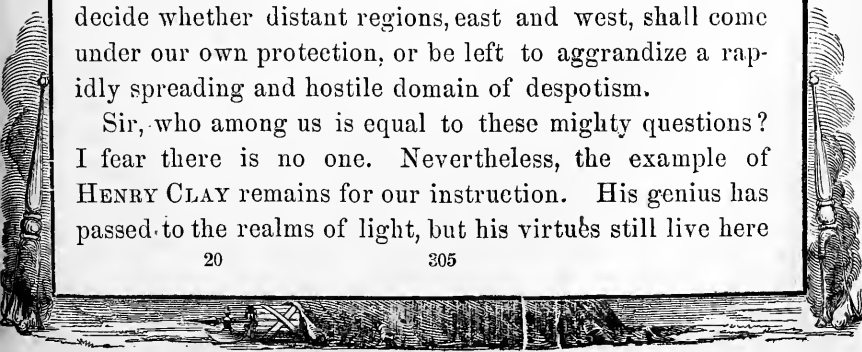 decide whether distant regions, east and west, shall come
under our own protection, or be left to aggrandize a rap-
idly spreading and hostile domain of despotism.
Sir, who among us is equal to these mighty questions?
I fear there is no one. Nevertheless, the example of
HENRY CLAY remains for our instruction. His genius has
passed to the realms of light, but his virtues still live here
20 305